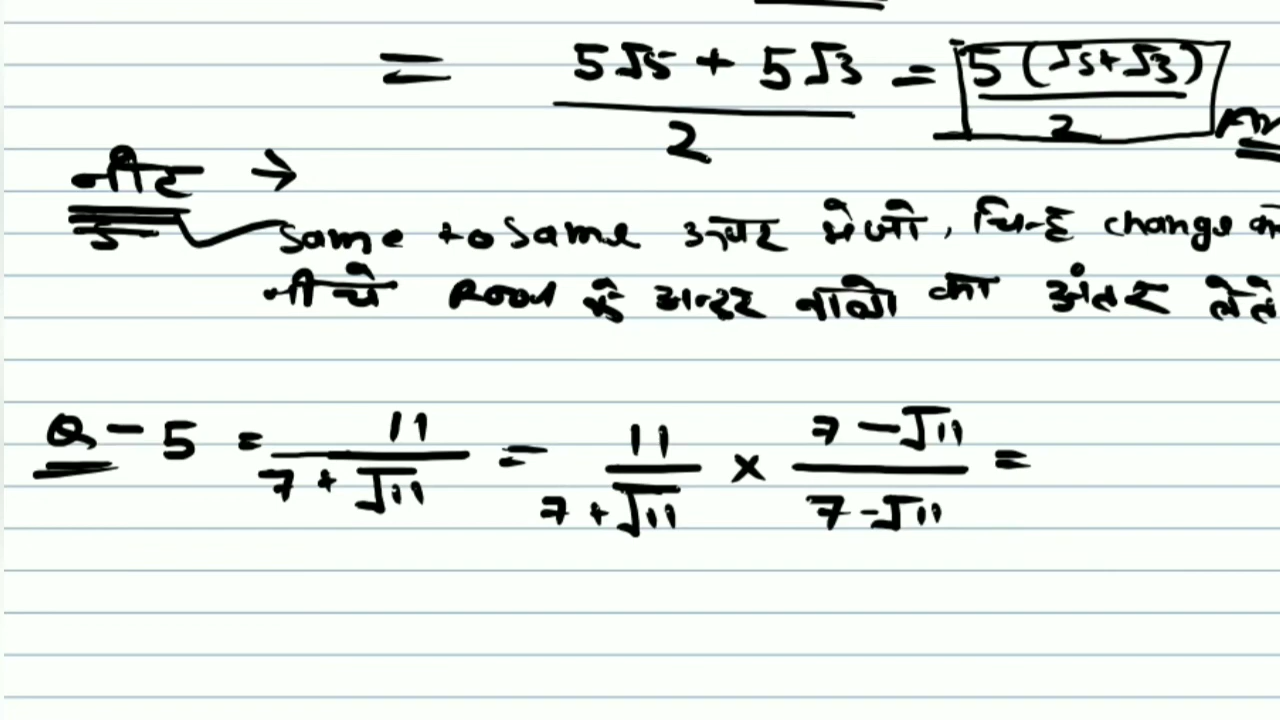 = 5√5 + 5√3 / 2 = 5 (√5+√3) / 2 Ans
नोट →
same to same ऊपर भेजो, चिन्ह change
नीचे Root के अन्दर वालो का अंतर
Q - 5 = 11 / 7 + √11 = 11 / 7 + √11 × 7 - √11 / 7 - √11 =